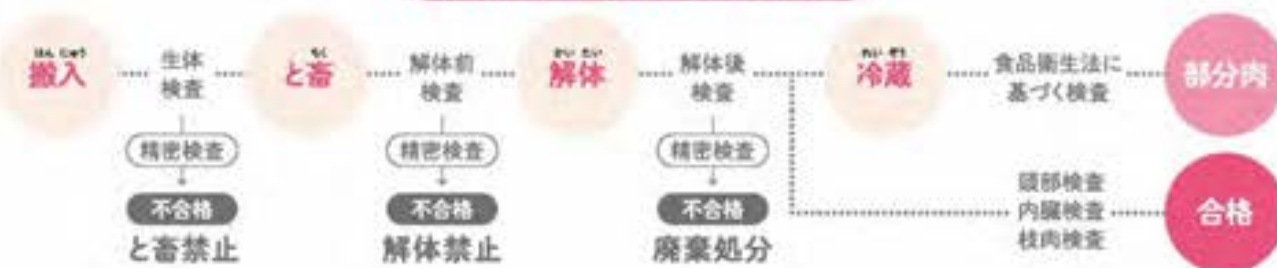 はんにゅう
搬入
生体
検査
ちく
と畜
解体前
検査
かいたい
解体
解体後
検査
れいぞう
冷蔵
食品衛生法に
基づく検査
部分肉
精密検査
不合格
と畜禁止
精密検査
不合格
解体禁止
精密検査
不合格
廃棄処分
頭部検査
内臓検査
枝肉検査
合格